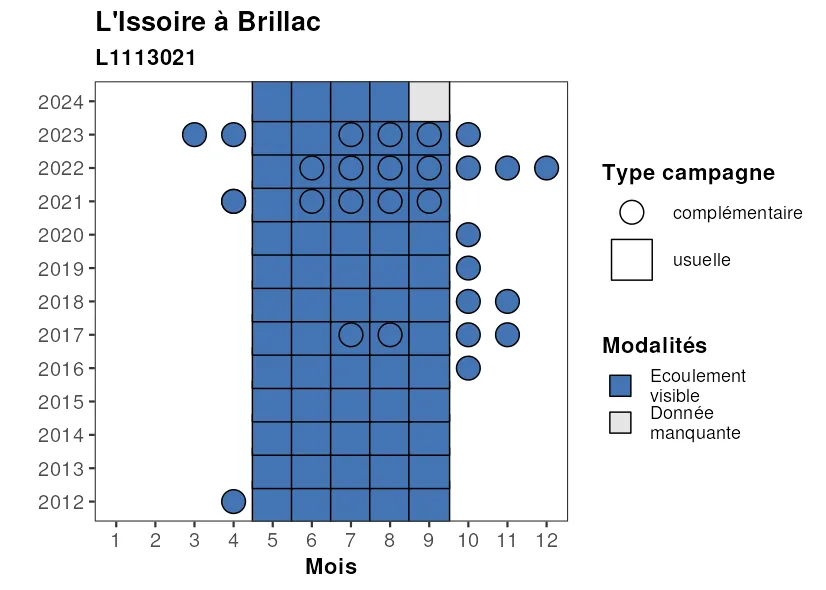 L'Issoire à Brillac
L1113021
2024
2023
2022
2021
2020
2019
2018
2017
2016
2015
2014
2013
2012
1 2 3 4 5 6 7 8 9 10 11 12
Mois
Type campagne
complémentaire
usuelle
Modalités
Ecoulement
visible
Donnée
manquante